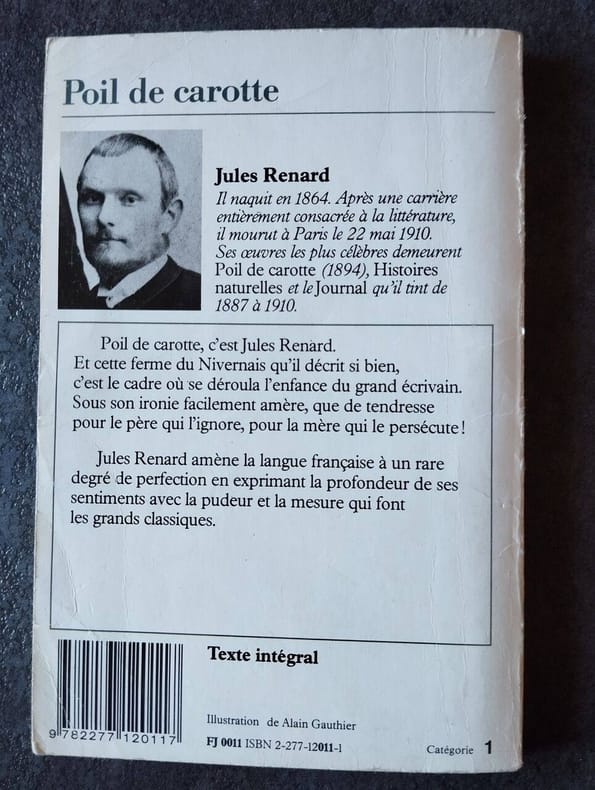 Poil de carotte
Jules Renard
Il naquit en 1864. Après une carrière
entièrement consacrée à la littérature,
il mourut à Paris le 22 mai 1910.
Ses œuvres les plus célèbres demeurent
Poil de carotte (1894), Histoires
naturelles et le Journal qu'il tint de
1887 à 1910.
Poil de carotte, c'est Jules Renard.
Et cette ferme du Nivernais qu'il décrit si bien,
c'est le cadre où se déroula l'enfance du grand écrivain.
Sous son ironie facilement amère, que de tendresse
pour le père qui l'ignore, pour la mère qui le persécute !
Jules Renard amène la langue française à un rare
degré de perfection en exprimant la profondeur de ses
sentiments avec la pudeur et la mesure qui font
les grands classiques.
Texte intégral
Illustration de Alain Gauthier
9 782277 120117
FJ 0011 ISBN 2-277-12011-1
Catégorie 1